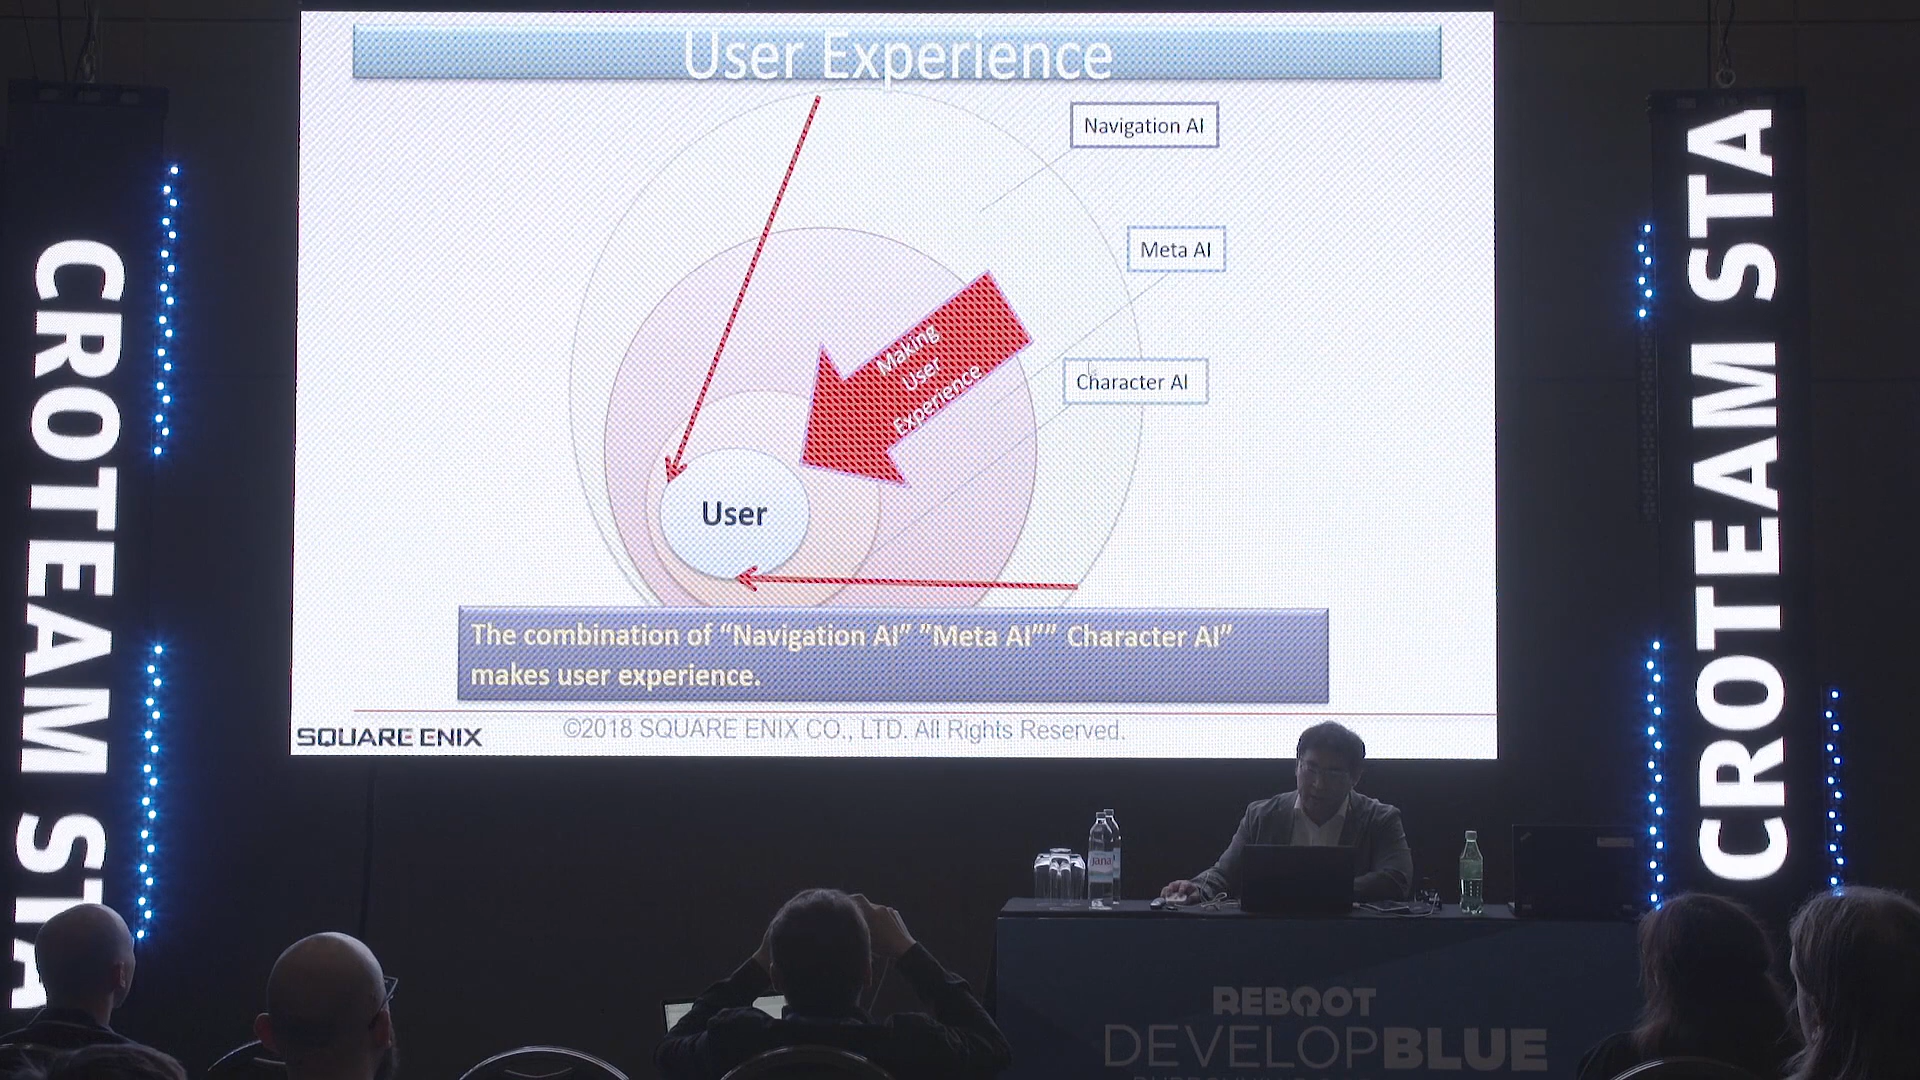 User Experience
Navigation AI
Meta AI
Character AI
Making
User
Experience
User
The combination of “Navigation AI” ”Meta AI”” Character AI”
makes user experience.
SQUARE ENIX
©2018 SQUARE ENIX CO., LTD. All Rights Reserved.
CROTEAM STA
CROTEAM STA
jana
REBOOT
DEVELOPBLUE